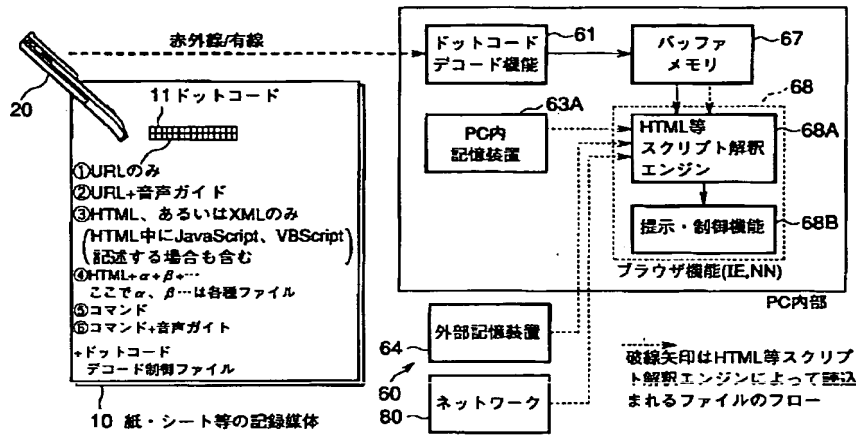 赤外線/有線
20
11ドットコード
①URLのみ
②URL+音声ガイド
③HTML、あるいはXMLのみ
(HTML中にJavaScript、VBScript
記述する場合も含む)
④HTML+α+β+…
ここでα、β…は各種ファイル
⑤コマンド
⑥コマンド+音声ガイト
+ドットコード
デコード制御ファイル
10 紙・シート等の記録媒体
ドットコード
デコード機能
61
バッファ
メモリ
67
63A
PC内
記憶装置
68
HTML等
スクリプト解釈
エンジン
68A
提示・制御機能
68B
ブラウザ機能(IE,NN)
PC内部
外部記憶装置
64
60
ネットワーク
80
破線矢印はHTML等スクリプ
ト解釈エンジンによって読込
まれるファイルのフロー